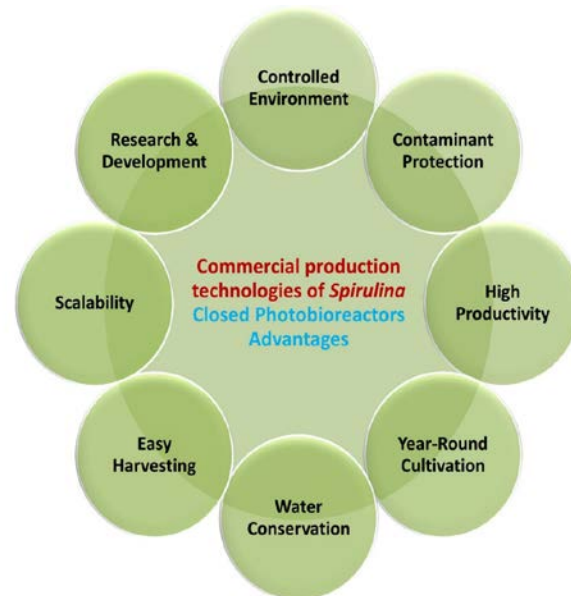 Controlled
Environment
Contaminant
Protection
High
Productivity
Year-Round
Cultivation
Water
Conservation
Easy
Harvesting
Scalability
Research &
Development
Commercial production
technologies of Spirulina
Closed Photobioreactors
Advantages